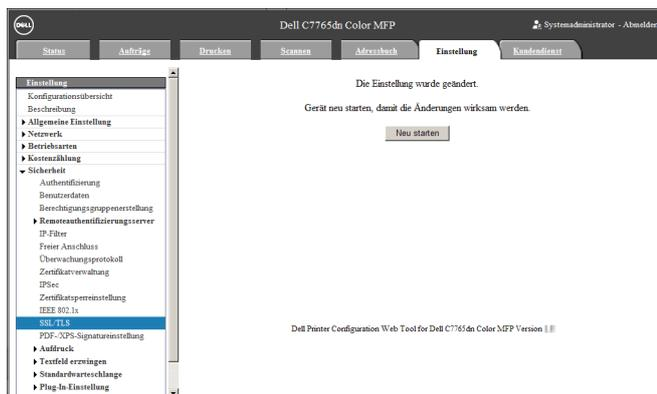 DELL
Dell C7765dn Color MFP
Systemadministrator - Abmelden
Status Aufträge Drucken Scannen Adressbuch Einstellung Kundendienst
Einstellung
Konfigurationsübersicht
Beschreibung
Allgemeine Einstellung
Netzwerk
Betriebsarten
Kostenzählung
Sicherheit
Authentifizierung
Benutzerdaten
Berechtigungsgruppenerstellung
Remoteauthentifizierungsserver
IP-Filter
Freier Anschluss
Überwachungsprotokoll
Zertifikatverwaltung
IPSec
Zertifikatsperreinstellung
IEEE 802.1x
SSL/TLS
PDF-/XPS-Signatureinstellung
Aufdruck
Textfeld erzwingen
Standardwarteschlange
Plug-In-Einstellung
Die Einstellung wurde geändert.
Gerät neu starten, damit die Änderungen wirksam werden.
Neu starten
Dell Printer Configuration Web Tool for Dell C7765dn Color MFP Version